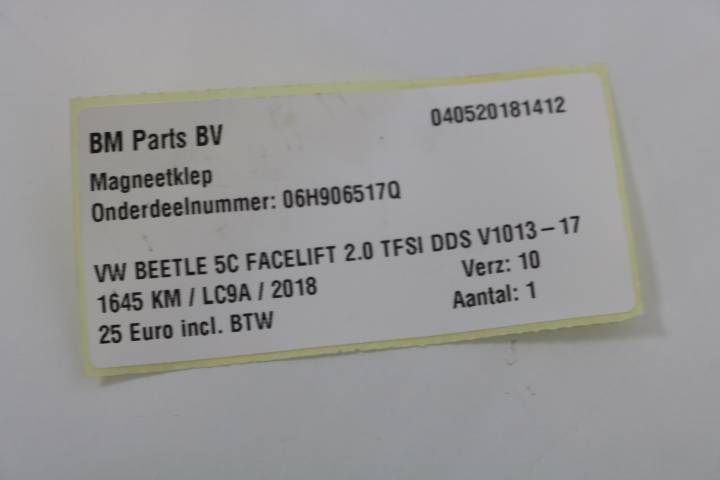 BM Parts BV 040520181412
Magneetklep
Onderdeelnummer: 06H906517Q
VW BEETLE 5C FACELIFT 2.0 TFSI DDS V1013-17
1645 KM / LC9A / 2018 Verz: 10
25 Euro incl. BTW Aantal: 1